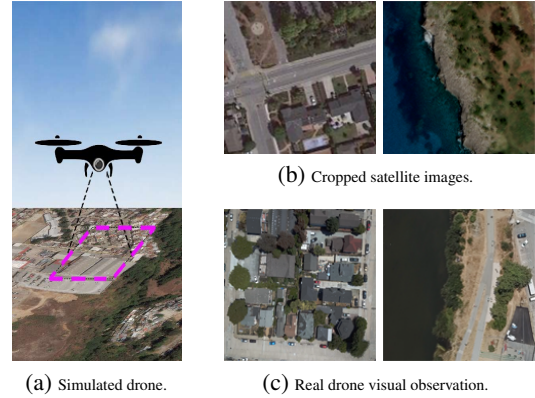 (b) Cropped satellite images.
(a) Simulated drone.
(c) Real drone visual observation.